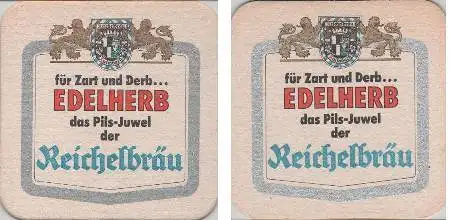 für Zart und Derb...
EDELHERB
das Pils-Juwel
der
Reichelbräu
für Zart und Derb...
EDELHERB
das Pils-Juwel
der
Reichelbräu